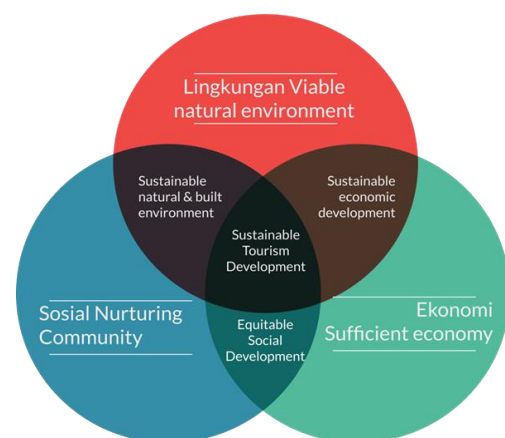 Lingkungan Viable
natural environment
Sustainable
natural & built
environment
Sustainable
economic
development
Sustainable
Tourism
Development
Sosial Nurturing
Community
Ekonomi
Sufficient economy
Equitable
Social
Development